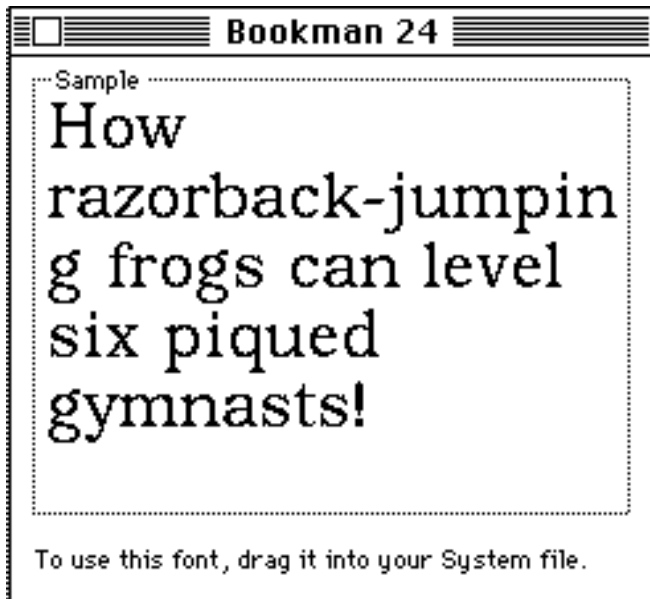 Bookman 24
Sample
How
razorback-jumpin
g frogs can level
six piqued
gymnasts!
To use this font, drag it into your System file.